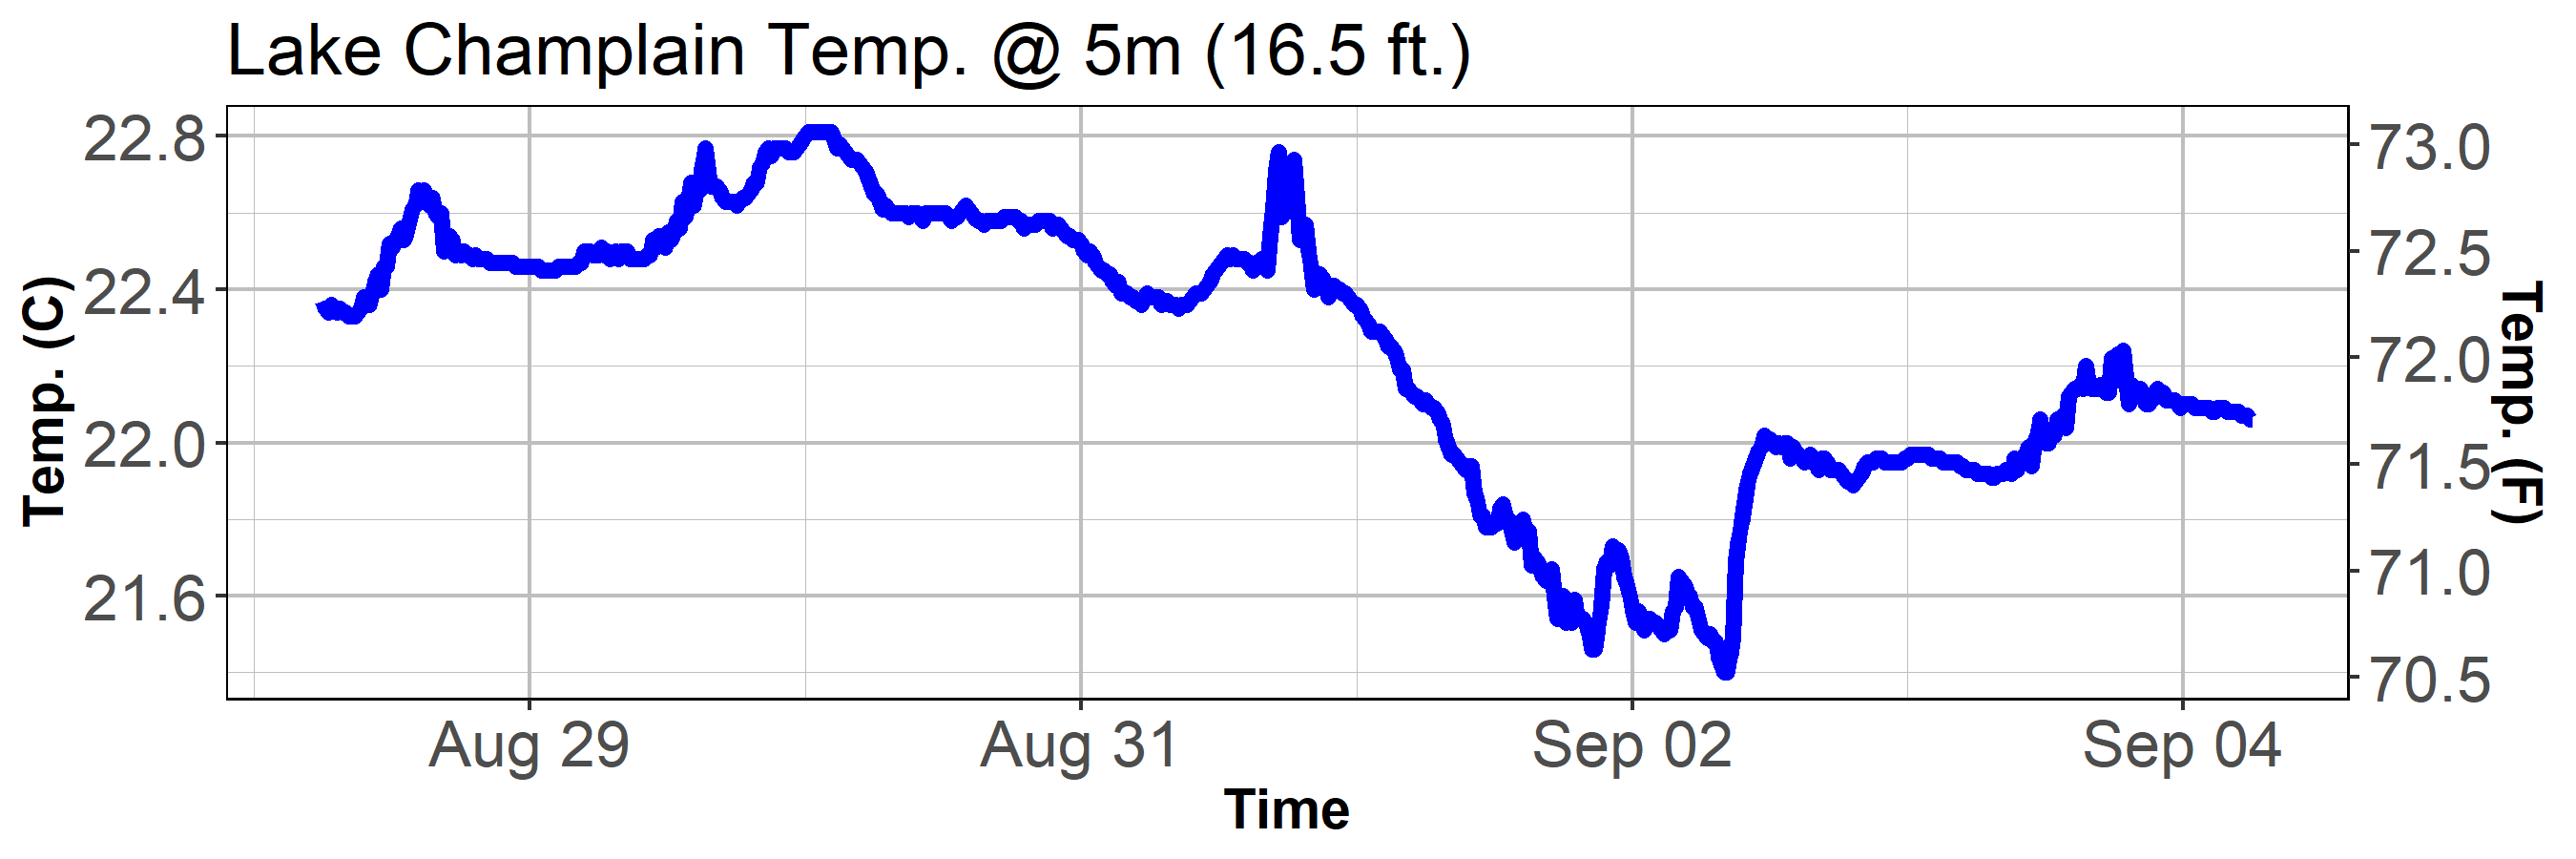 Lake Champlain Temp. @ 5m (16.5 ft.)
Temp. (C)
22.8
22.4
22.0
21.6
73.0
72.5
72.0
71.5
71.0
70.5
Temp. (F)
Aug 29
Aug 31
Sep 02
Sep 04
Time